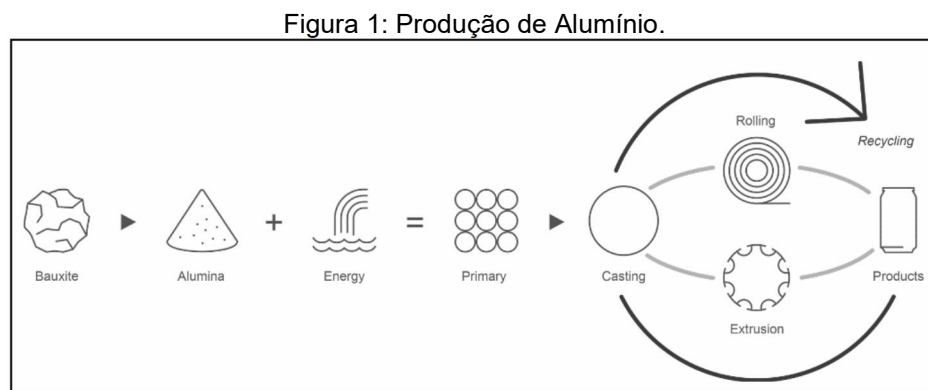 Figura 1: Produção de Alumínio.
Rolling
Recycling
Bauxite
Alumina
+
Energy
=
Primary
Casting
Products
Extrusion